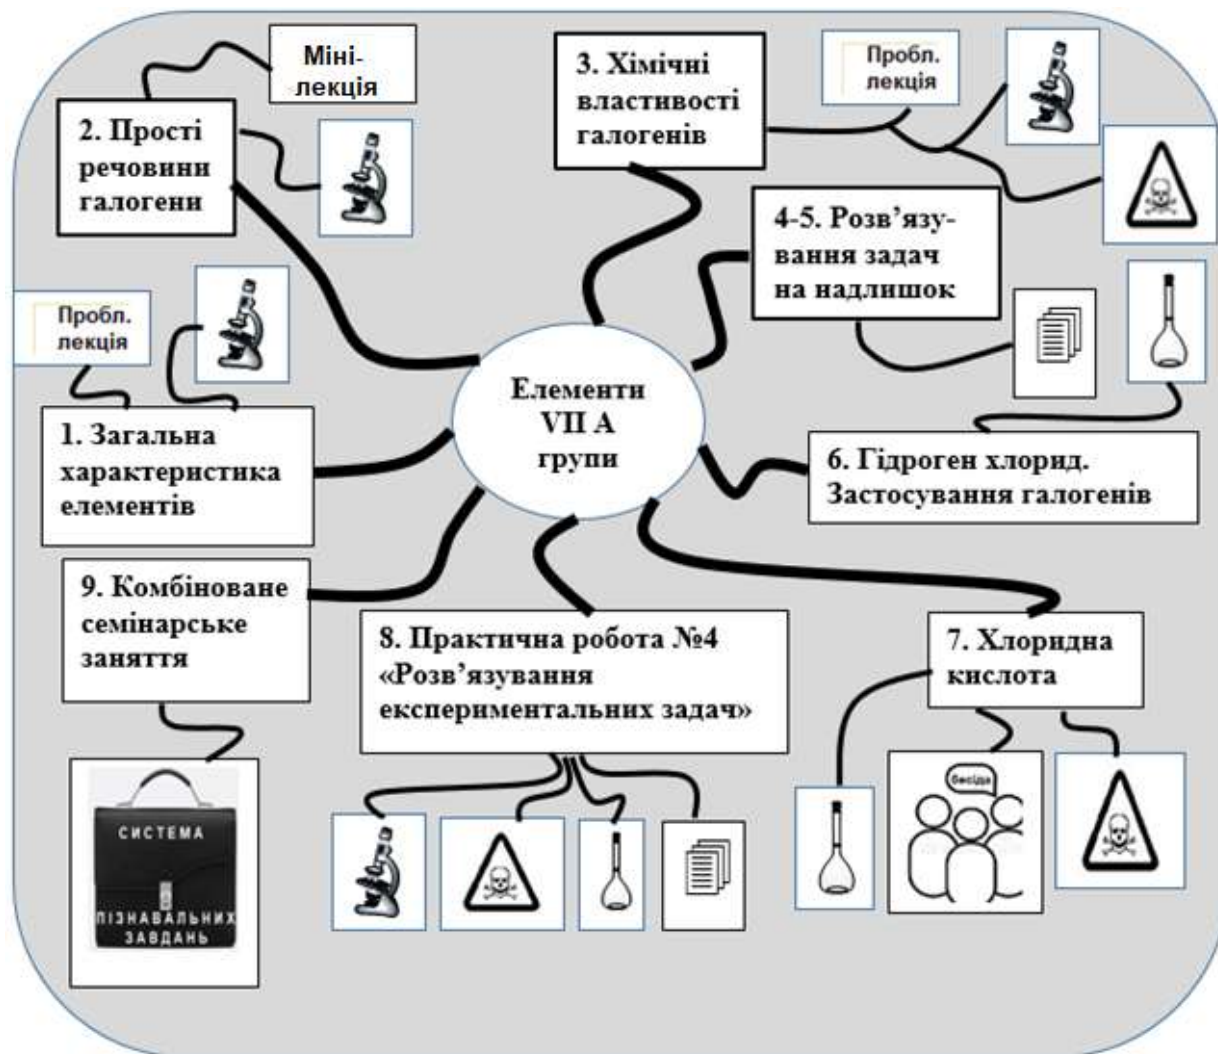 Міні-
лекція
2. Прості
речовини
галогени
3. Хімічні
властивості
галогенів
Пробл.
лекція
4-5. Розв’язу-
вання задач
на надлишок
Пробл.
лекція
1. Загальна
характеристика
елементів
Елементи
VII А
групи
6. Гідроген хлорид.
Застосування галогенів
9. Комбіноване
семінарське
заняття
8. Практична робота №4
«Розв’язування
експериментальних задач»
7. Хлоридна
кислота
бесіда
СИСТЕМА
ПІЗНАВАЛЬНИХ
ЗАВДАНЬ